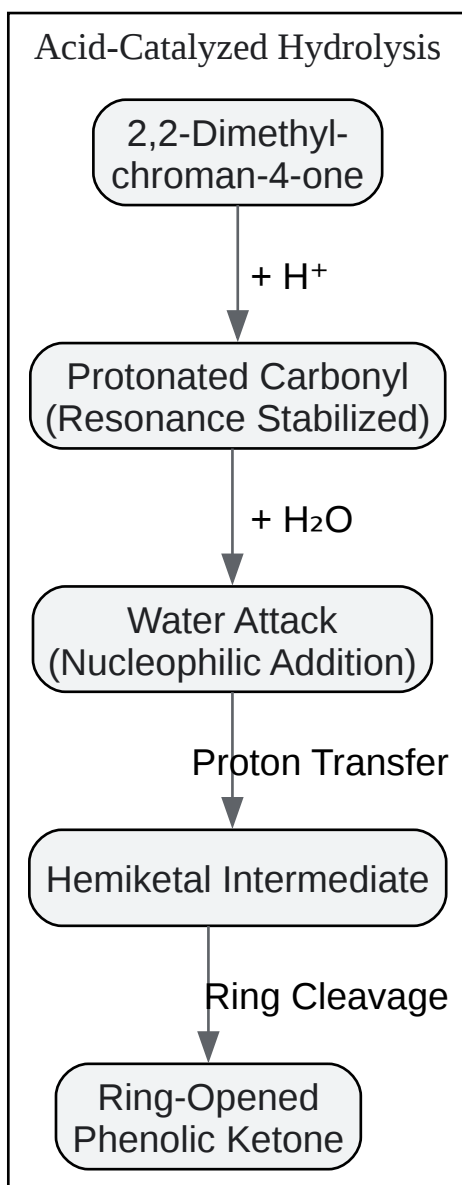 Acid-Catalyzed Hydrolysis
2,2-Dimethyl-
chroman-4-one
+ H⁺
Protonated Carbonyl
(Resonance Stabilized)
+ H₂O
Water Attack
(Nucleophilic Addition)
Proton Transfer
Hemiketal Intermediate
Ring Cleavage
Ring-Opened
Phenolic Ketone